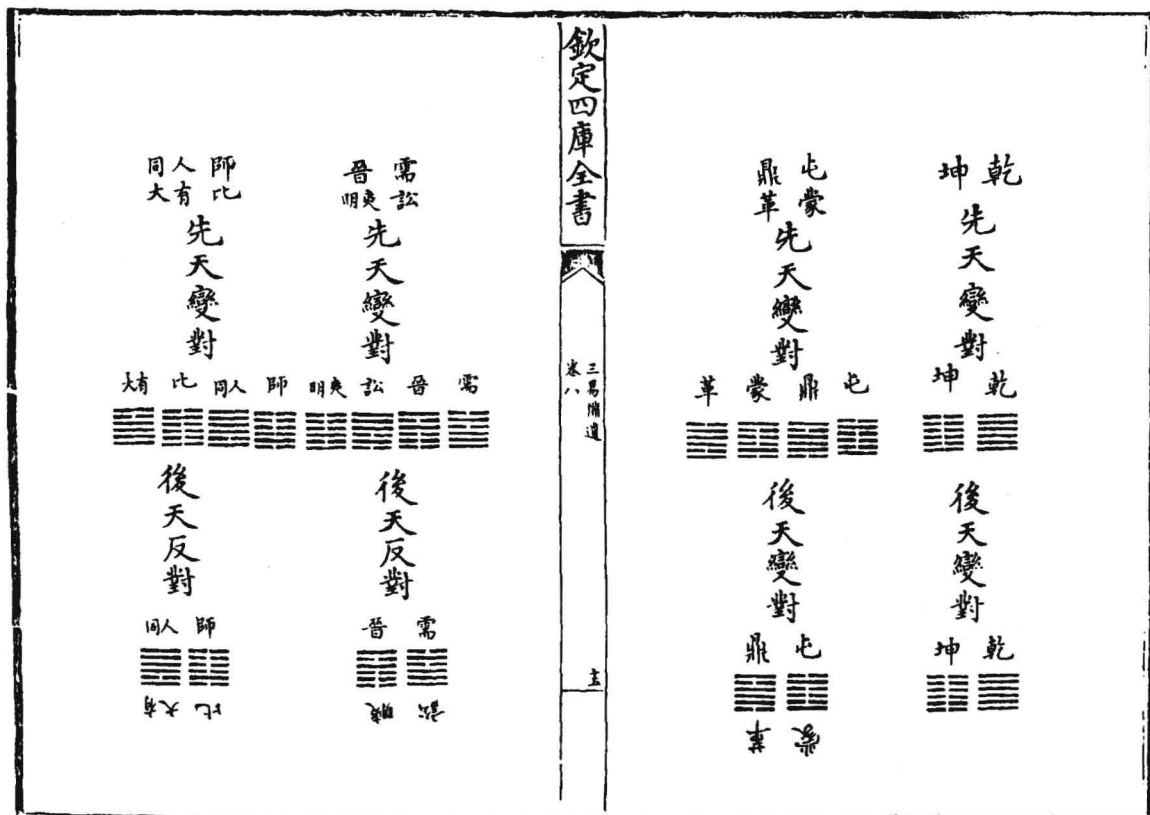 乾坤
先天變對
乾坤
後天變對
乾坤
屯鼎
蒙革
先天變對
屯鼎蒙革
後天變對
屯鼎
蒙革
欽定四庫全書
三易備遺
卷八
需晉
訟明夷
先天變對
需晉訟明夷
後天反對
需晉
訟明夷
師同人
比大有
先天變對
師同人比大有
後天反對
師同人
比大有